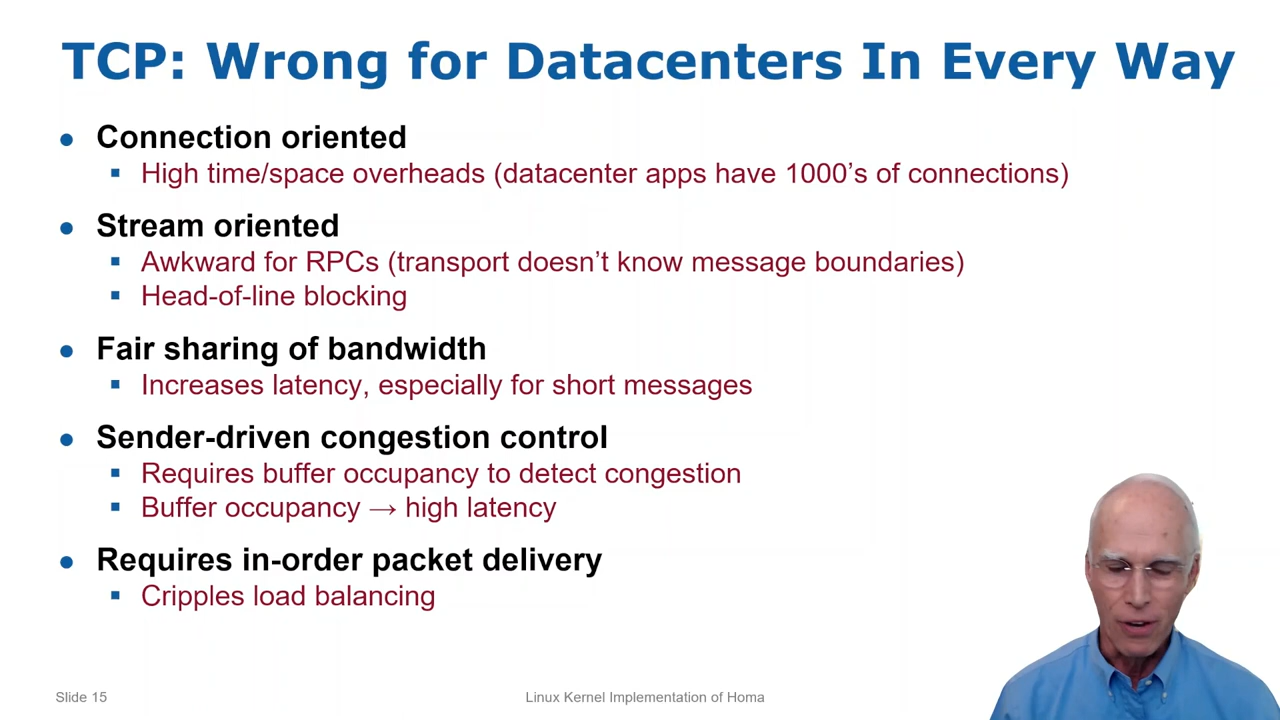 TCP: Wrong for Datacenters In Every Way
● Connection oriented
▪ High time/space overheads (datacenter apps have 1000’s of connections)
● Stream oriented
▪ Awkward for RPCs (transport doesn’t know message boundaries)
▪ Head-of-line blocking
● Fair sharing of bandwidth
▪ Increases latency, especially for short messages
● Sender-driven congestion control
▪ Requires buffer occupancy to detect congestion
▪ Buffer occupancy → high latency
● Requires in-order packet delivery
▪ Cripples load balancing
Slide 15
Linux Kernel Implementation of Homa